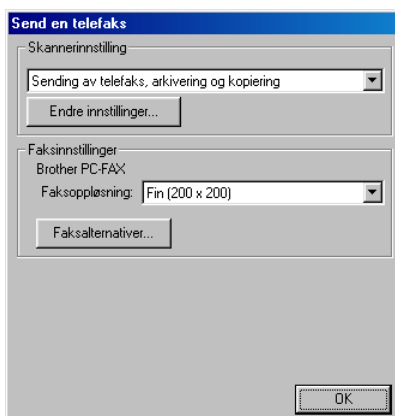 Send en telefaks
Skannerinnstilling
Sending av telefaks, arkivering og kopiering
Endre innstillinger...
Faksinnstillinger
Brother PC-FAX
Faksoppløsning: Fin (200 x 200)
Faksalternativer...
OK